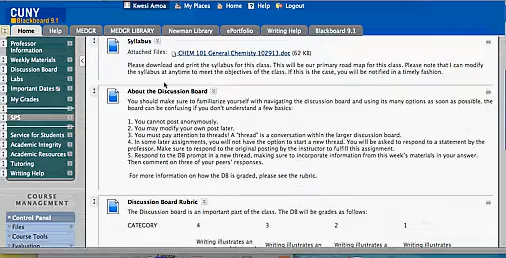 CUNY
Blackboard 9.1
Kwesi Amoa
My Places
Home
Help
Logout
Home
Help
MEDGR
MEDGR LIBRARY
Newman Library
ePortfolio
Writing Help
Blackboard 9.1
Professor
Information
Weekly Materials
Discussion Board
Labs
Important Dates
My Grades
SPS
Service for Students
Academic Integrity
Academic Resources
Tutoring
Writing Help
COURSE
MANAGEMENT
Control Panel
Files
Course Tools
Evaluation
Syllabus
Attached files: CHEM 101 General Chemistry 102913.doc (62 KB)
Please download and print the syllabus for this class. This will be our primary road map for this class. Please note that I can modify
the syllabus at anytime to meet the objectives of the class. If this is the case, you will be notified in a timely fashion.
About the Discussion Board
You should make sure to familiarize yourself with navigating the discussion board and using its many options as soon as possible. the
board can be confusing if you don't understand a few basics:
1. You cannot post anonymously.
2. You may modify your own post later.
3. You must pay attention to threads! A "thread" is a conversation within the larger discussion board.
4. In some later assignments, you will not have the option to start a new thread. You will be asked to respond to a statement by the
professor. Make sure to respond to the original posting by the instructor to fulfill this assignment.
5. Respond to the DB prompt in a new thread, making sure to incorporate information from this week's materials in your answer.
Then comment on three of your peers' responses.
For more information on how the DB is graded, please see the rubric.
Discussion Board Rubric
The Discussion Board is an important part of the class. The DB will be grades as follows:
CATEGORY 4 3 2 1
Writing illustrates an Writing illustrates an Writing illustrates an Writing illustrates